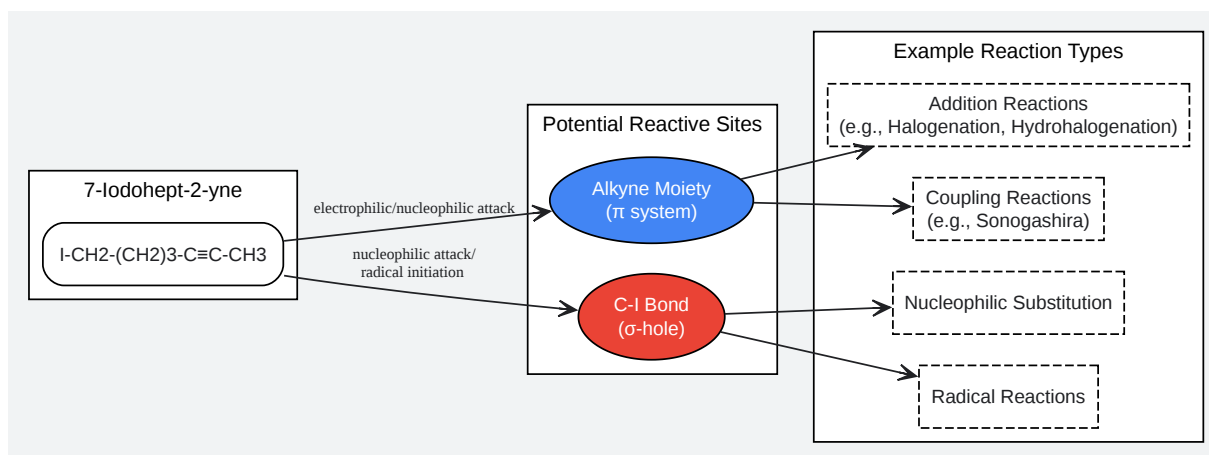 7-Iodohept-2-yne
I-CH2-(CH2)3-C≡C-CH3
electrophilic/nucleophilic attack
nucleophilic attack/
radical initiation
Potential Reactive Sites
Alkyne Moiety
(π system)
C-I Bond
(σ-hole)
Example Reaction Types
Addition Reactions
(e.g., Halogenation, Hydrohalogenation)
Coupling Reactions
(e.g., Sonogashira)
Nucleophilic Substitution
Radical Reactions